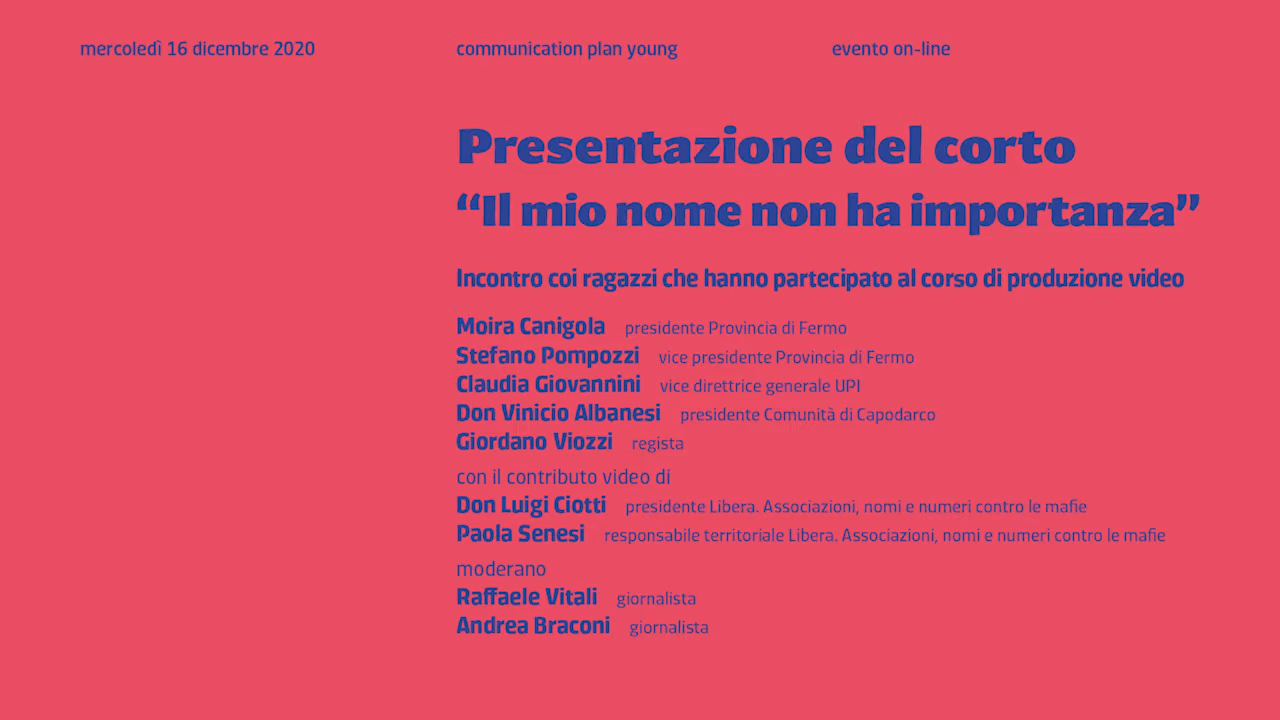 mercoledì 16 dicembre 2020 communication plan young evento on-line
Presentazione del corto
“Il mio nome non ha importanza”
Incontro coi ragazzi che hanno partecipato al corso di produzione video
Moira Canigola presidente Provincia di Fermo
Stefano Pompozzi vice presidente Provincia di Fermo
Claudia Giovannini vice direttrice generale UPI
Don Vinicio Albanesi presidente Comunità di Capodarco
Giordano Viozzi regista
con il contributo video di
Don Luigi Ciotti presidente Libera. Associazioni, nomi e numeri contro le mafie
Paola Senesi responsabile territoriale Libera. Associazioni, nomi e numeri contro le mafie
moderano
Raffaele Vitali giornalista
Andrea Braconi giornalista